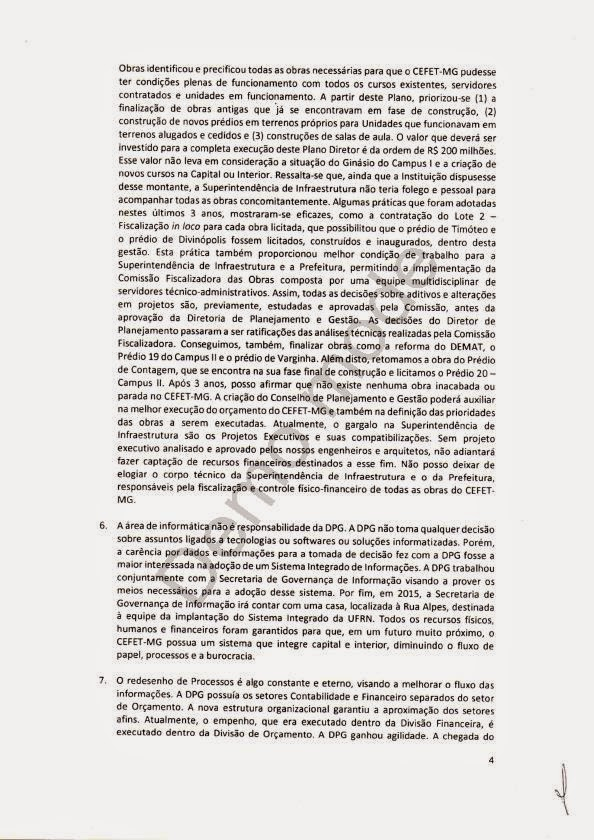 Obras identificou e precificou todas as obras necessárias para que o CEFET-MG pudesse
ter condições plenas de funcionamento com todos os cursos existentes, servidores
contratados e unidades em funcionamento. A partir deste Plano, priorizou-se (1) a
finalização de obras antigas que já se encontravam em fase de construção, (2)
construção de novos prédios em terrenos próprios para Unidades que funcionavam em
terrenos alugados e cedidos e (3) construções de salas de aula. O valor que deverá ser
investido para a completa execução deste Plano Diretor é da ordem de R$ 200 milhões.
Esse valor não leva em consideração a situação do Ginásio do Campus I e a criação de
novos cursos na Capital ou Interior. Ressalta-se que, ainda que a Instituição dispusesse
desse montante, a Superintendência de Infraestrutura não teria folego e pessoal para
acompanhar todas as obras concomitantemente. Algumas práticas que foram adotadas
nestes últimos 3 anos, mostraram-se eficazes, como a contratação do Lote 2 –
Fiscalização in loco para cada obra licitada, que possibilitou que o prédio de Timóteo e
o prédio de Divinópolis fossem licitados, construídos e inaugurados, dentro desta
gestão. Esta prática também proporcionou melhor condição de trabalho para a
Superintendência de Infraestrutura e a Prefeitura, permitindo a implementação da
Comissão Fiscalizadora das Obras composta por uma equipe multidisciplinar de
servidores técnico-administrativos. Assim, todas as decisões sobre aditivos e alterações
em projetos são, previamente, estudadas e aprovadas pela Comissão, antes da
aprovação da Diretoria de Planejamento e Gestão. As decisões do Diretor de
Planejamento passaram a ser ratificações das análises técnicas realizadas pela Comissão
Fiscalizadora. Conseguimos, também, finalizar obras como a reforma do DEMAT, o
Prédio 19 do Campus II e o prédio de Varginha. Além disto, retomamos a obra do Prédio
de Contagem, que se encontra na sua fase final de construção e licitamos o Prédio 20 –
Campus II. Após 3 anos, posso afirmar que não existe nenhuma obra inacabada ou
parada no CEFET-MG. A criação do Conselho de Planejamento e Gestão poderá auxiliar
na melhor execução do orçamento do CEFET-MG e também na definição das prioridades
das obras a serem executadas. Atualmente, o gargalo na Superintendência de
Infraestrutura são os Projetos Executivos e suas compatibilizações. Sem projeto
executivo analisado e aprovado pelos nossos engenheiros e arquitetos, não adiantará
fazer captação de recursos financeiros destinados a esse fim. Não posso deixar de
elogiar o corpo técnico da Superintendência de Infraestrutura e o da Prefeitura,
responsáveis pela fiscalização e controle físico-financeiro de todas as obras do CEFET-
MG.
6. A área de informática não é responsabilidade da DPG. A DPG não toma qualquer decisão
sobre assuntos ligados a tecnologias ou softwares ou soluções informatizadas. Porém,
a carência por dados e informações para a tomada de decisão fez com a DPG fosse a
maior interessada na adoção de um Sistema Integrado de Informações. A DPG trabalhou
conjuntamente com a Secretaria de Governança de Informação visando a prover os
meios necessários para a adoção desse sistema. Por fim, em 2015, a Secretaria de
Governança de Informação irá contar com uma casa, localizada à Rua Alpes, destinada
à equipe da implantação do Sistema Integrado da UFRN. Todos os recursos físicos,
humanos e financeiros foram garantidos para que, em um futuro muito próximo, o
CEFET-MG possua um sistema que integre capital e interior, diminuindo o fluxo de
papel, processos e a burocracia.
7. O redesenho de Processos é algo constante e eterno, visando a melhorar o fluxo das
informações. A DPG possuía os setores Contabilidade e Financeiro separados do setor
de Orçamento. A nova estrutura organizacional garantiu a aproximação dos setores
afins. Atualmente, o empenho, que era executado dentro da Divisão Financeira, é
executado dentro da Divisão de Orçamento. A DPG ganhou agilidade. A chegada do
4
Demo mode